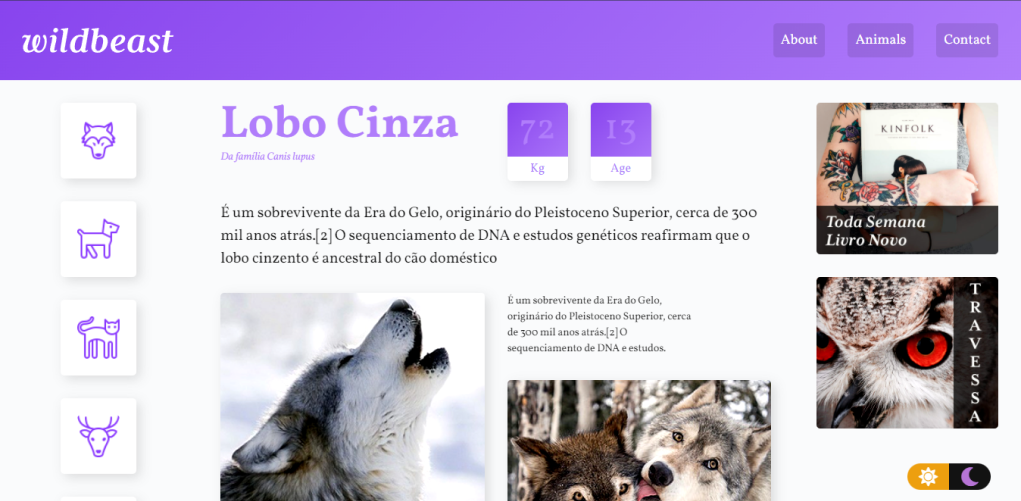 wildbeast
About
Animals
Contact
Lobo Cinza
Da família Canis lupus
72
Kg
13
Age
É um sobrevivente da Era do Gelo, originário do Pleistoceno Superior, cerca de 300
mil anos atrás.[2] O sequenciamento de DNA e estudos genéticos reafirmam que o
lobo cinzento é ancestral do cão doméstico
É um sobrevivente da Era do Gelo,
originário do Pleistoceno Superior, cerca
de 300 mil anos atrás.[2] O
sequenciamento de DNA e estudos.
KINFOLK
Toda Semana
Livro Novo
TRAVESSA